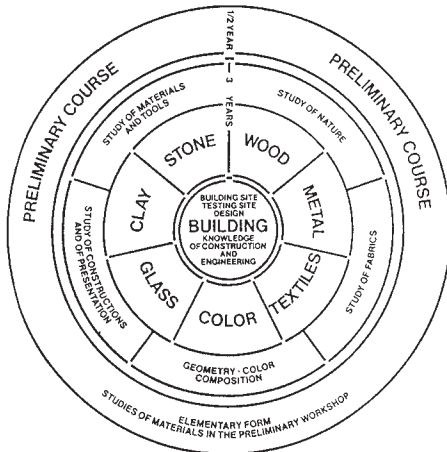 1/2 YEAR
PRELIMINARY COURSE
PRELIMINARY COURSE
1 - 3 YEARS
STUDY OF MATERIALS
AND TOOLS
STUDY OF NATURE
STONE
WOOD
CLAY
METAL
BUILDING SITE
TESTING SITE
DESIGN
BUILDING
KNOWLEDGE
OF CONSTRUCTION
AND
ENGINEERING
STUDY OF CONSTRUCTIONS
AND OF PRESENTATION
STUDY OF FABRICS
GLASS
TEXTILES
COLOR
GEOMETRY · COLOR
COMPOSITION
ELEMENTARY FORM
STUDIES OF MATERIALS IN THE PRELIMINARY WORKSHOP